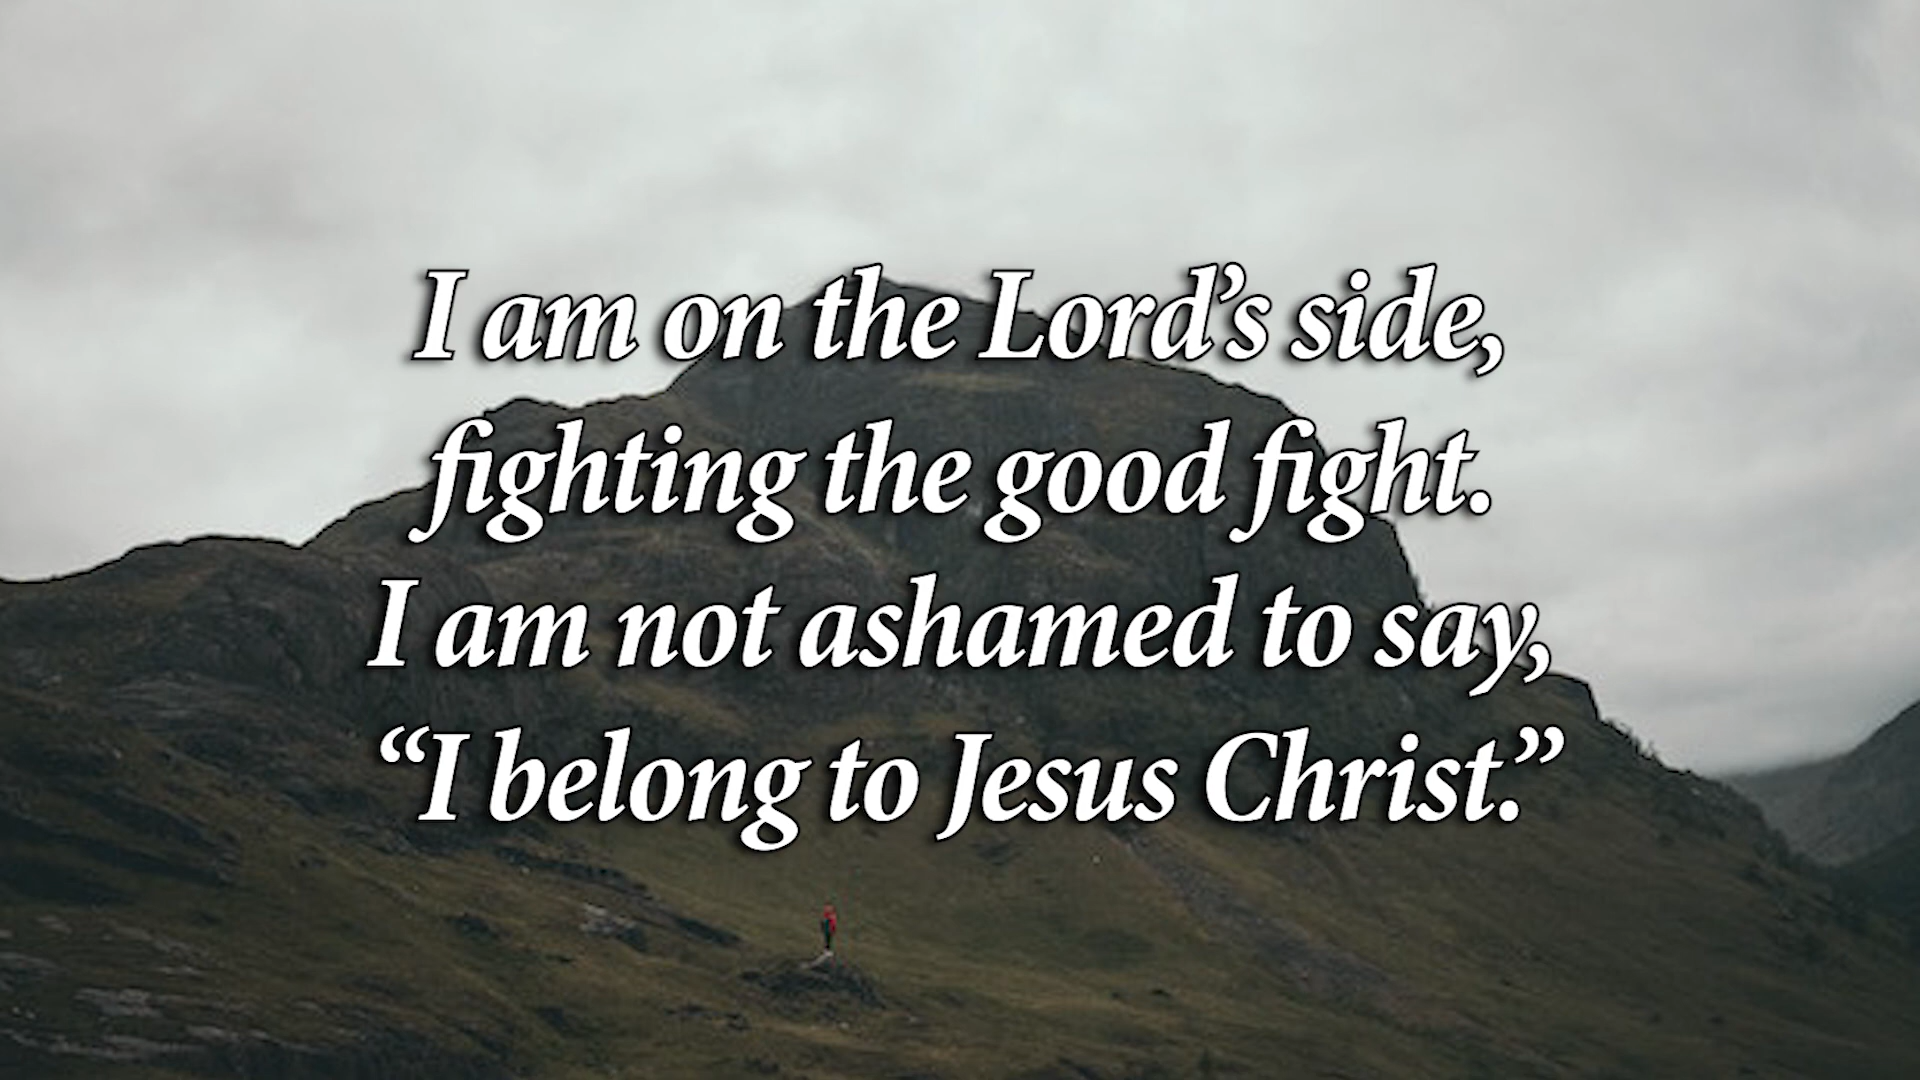 I am on the Lord’s side,
fighting the good fight.
I am not ashamed to say,
“I belong to Jesus Christ.”